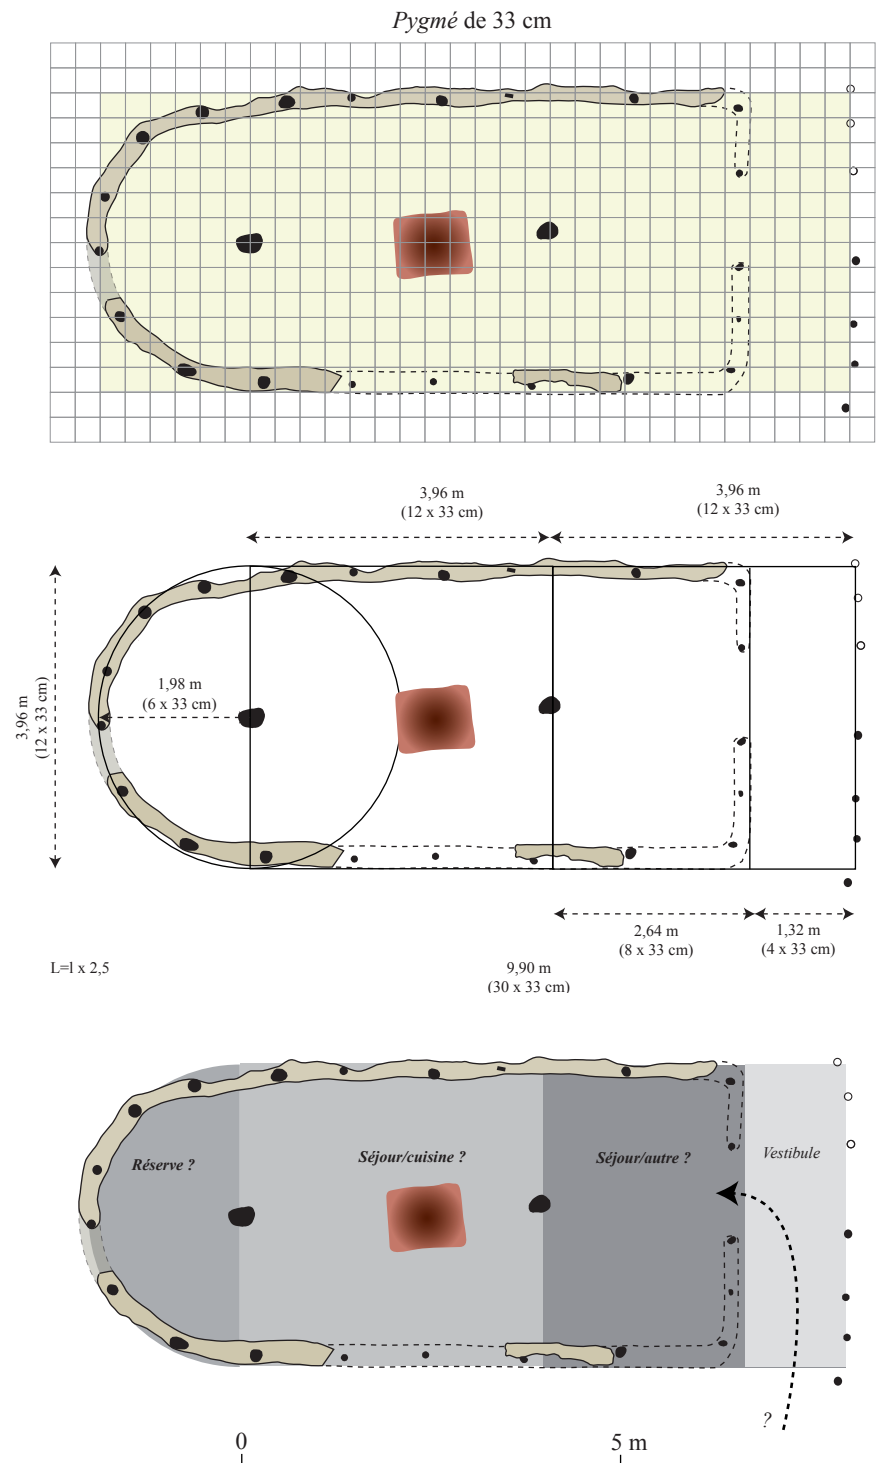 Pygmé de 33 cm
3,96 m
(12 x 33 cm)
3,96 m
(12 x 33 cm)
3,96 m
(12 x 33 cm)
1,98 m
(6 x 33 cm)
2,64 m
(8 x 33 cm)
1,32 m
(4 x 33 cm)
L=l x 2,5
9,90 m
(30 x 33 cm)
Réserve ?
Séjour/cuisine ?
Séjour/autre ?
Vestibule
?
0
5 m